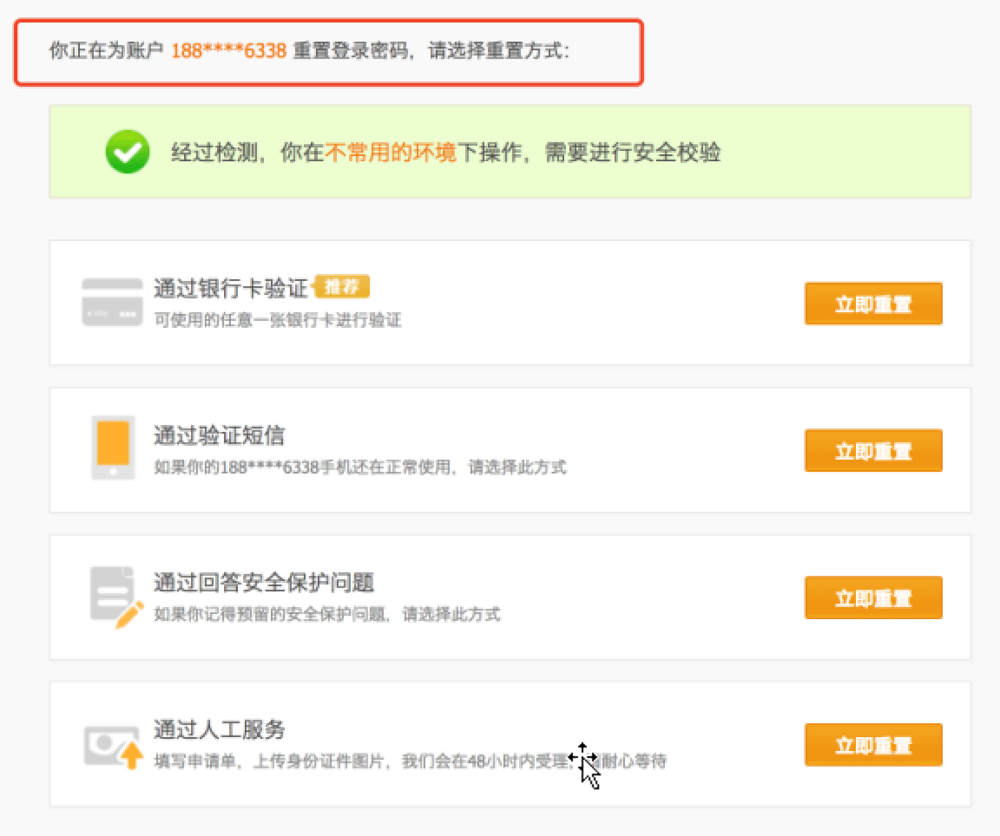 你正在为账户 188****6338 重置登录密码，请选择重置方式：
经过检测，你在不常用的环境下操作，需要进行安全校验
通过银行卡验证 推荐
可使用的任意一张银行卡进行验证
立即重置
通过验证短信
如果你的188****6338手机还在正常使用，请选择此方式
立即重置
通过回答安全保护问题
如果你记得预留的安全保护问题，请选择此方式
立即重置
通过人工服务
填写申请单，上传身份证件图片，我们会在48小时内受理，耐心等待
立即重置